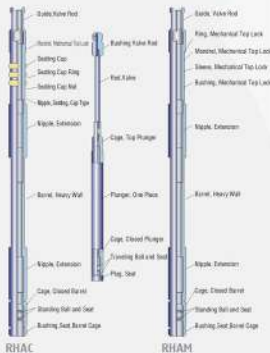 Guide, Valve Rod
Seating Cup
Seating Cup Ring
Seating Cup Nut
Nipple, Seating, Cup Type
Nipple, Extension
Barrel, Heavy Wall
Nipple, Extension
Cage, Closed Barrel
Standing Ball and Seat
Bushing, Seat, Barrel Cage
RHAC
Bushing Valve Rod
Rod, Valve
Cage, Top Plunger
Plunger, One Piece
Cage, Closed Plunger
Traveling Ball and Seat
Plug, Seat
Guide, Valve Rod
Ring, Mechanical Top Lock
Mandrel, Mechanical Top Lock
Sleeve, Mechanical Top Lock
Bushing, Mechanical Top Lock
Nipple, Extension
Barrel, Heavy Wall
Nipple, Extension
Cage, Closed Barrel
Standing Ball and Seat
Bushing, Seat, Barrel Cage
RHAM